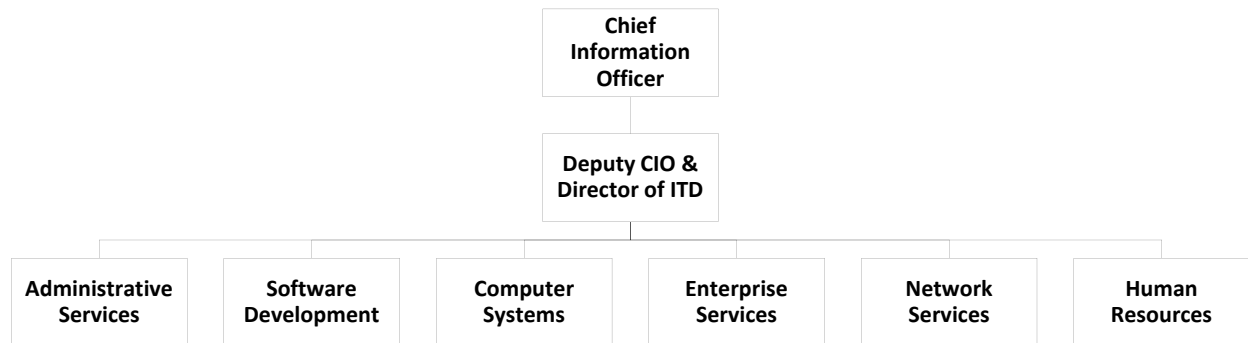 Chief
Information
Officer
Deputy CIO &
Director of ITD
Administrative
Services
Software
Development
Computer
Systems
Enterprise
Services
Network
Services
Human
Resources